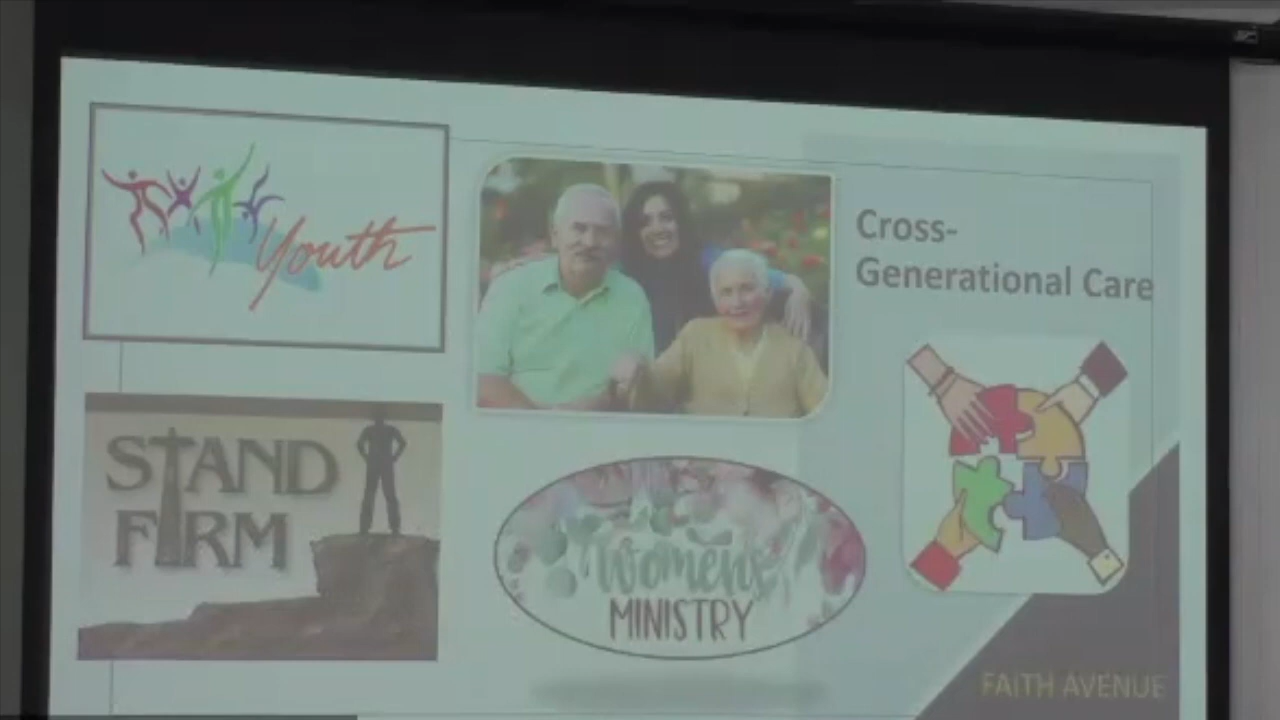 Youth
Cross-
Generational Care
STAND
FIRM
Womens
MINISTRY
FAITH AVENUE